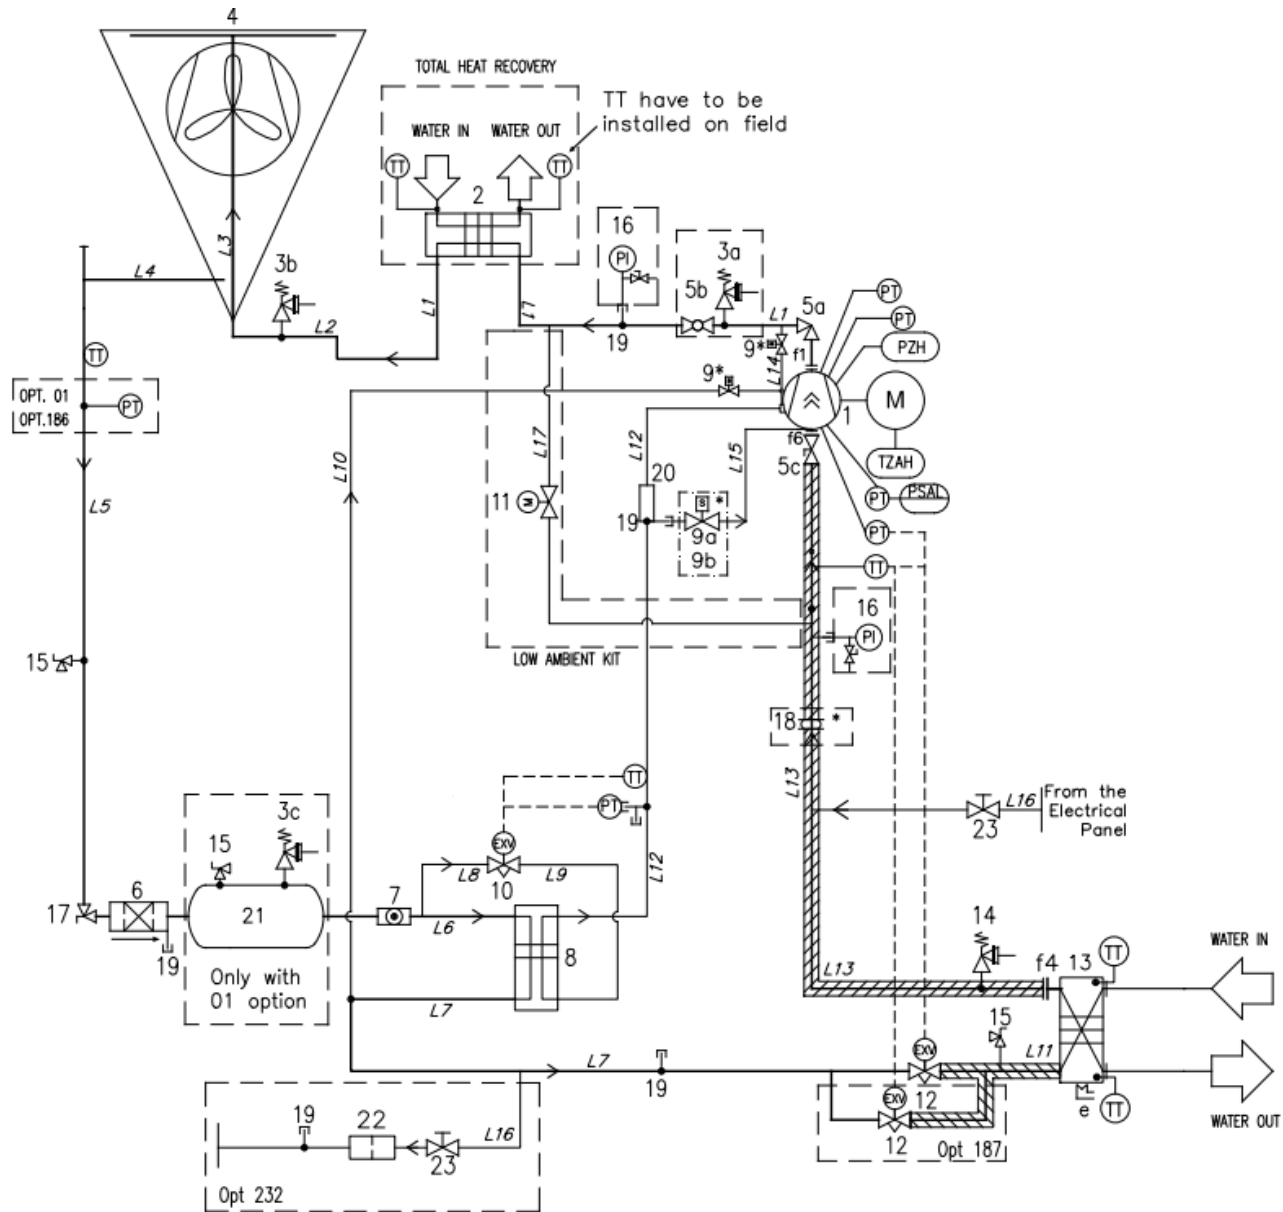 4
TOTAL HEAT RECOVERY
TT have to be
installed on field
WATER IN
WATER OUT
TT
TT
2
16
3a
PI
5b
5a
L1
PT
PT
PZH
L3
L4
3b
L2
L1
L1
19
9*
L14
f1
9*
M
1
TT
OPT. 01
OPT.186
PT
L5
L10
L17
L12
L15
f6
5c
TZAH
PT
PSAL
PT
20
11
M
19
S
*
9a
9b
TT
16
PI
LOW AMBIENT KIT
15
18
*
L13
TT
PT
L16
From the
Electrical
Panel
23
3c
15
EXV
L8
L9
10
L12
6
21
7
17
L6
8
19
Only with
01 option
L7
14
L13
f4
13
TT
WATER IN
15
L7
19
EXV
L11
12
EXV
e
TT
WATER OUT
12
Opt 187
19
22
L16
23
Opt 232